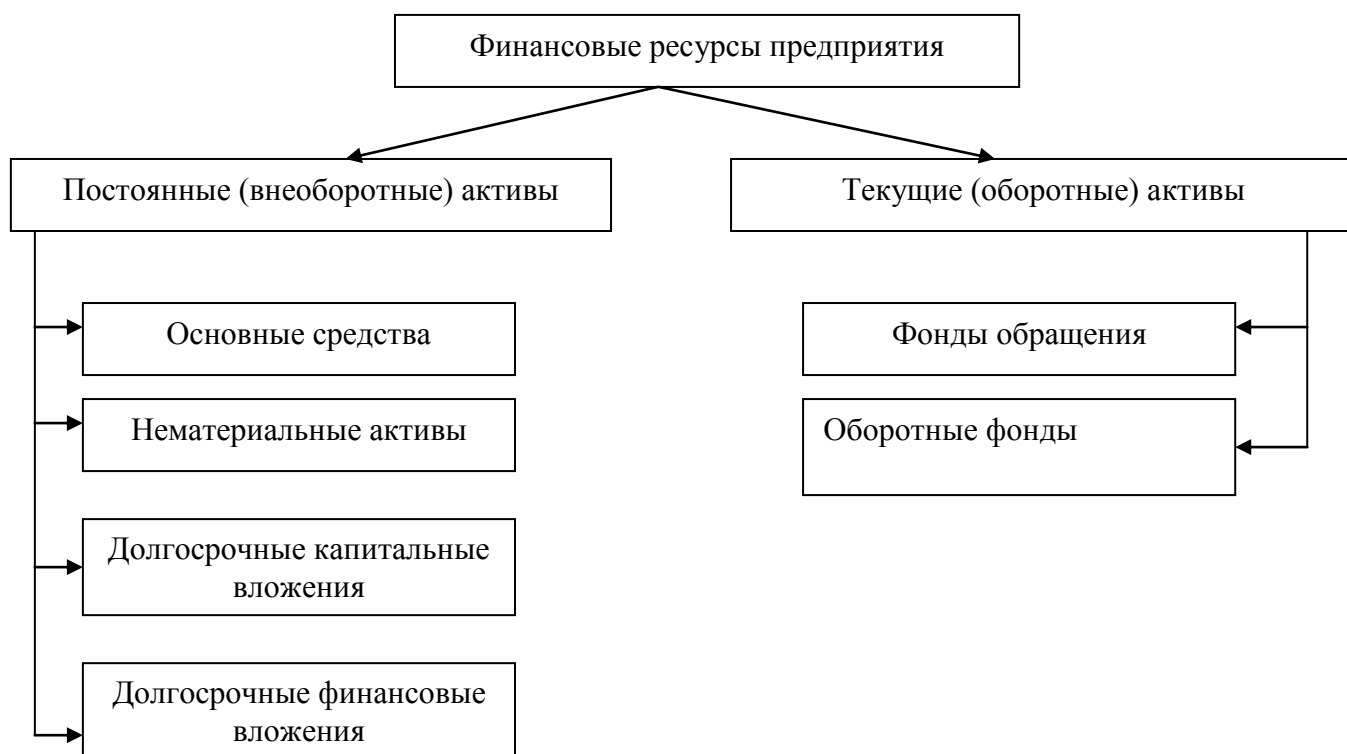 Финансовые ресурсы предприятия
Постоянные (внеоборотные) активы
Текущие (оборотные) активы
Основные средства
Фонды обращения
Нематериальные активы
Оборотные фонды
Долгосрочные капитальные
вложения
Долгосрочные финансовые
вложения